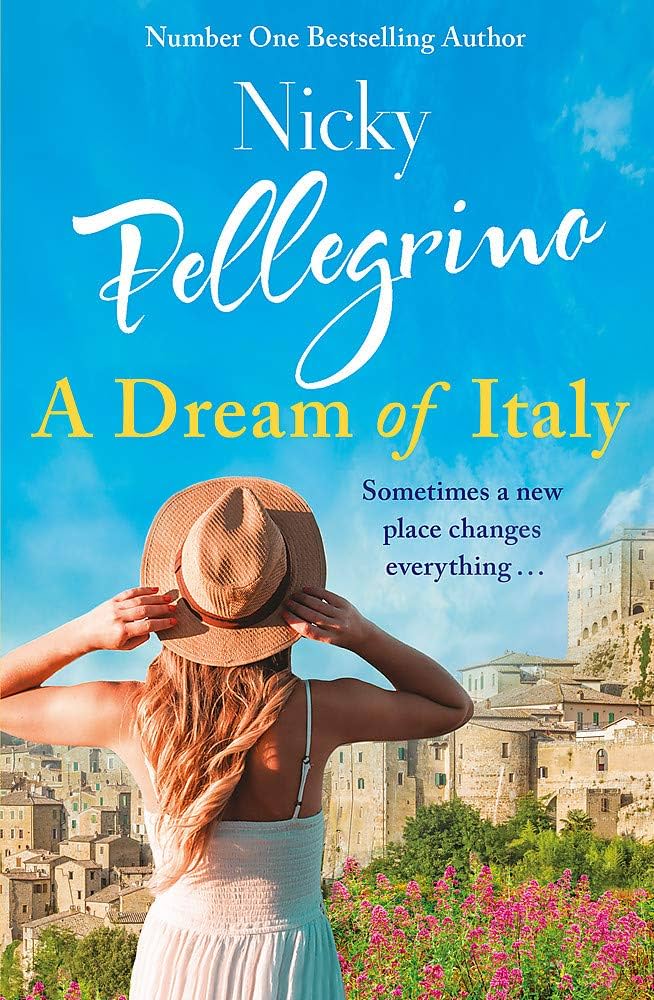 Number One Bestselling Author
Nicky
Pellegrino
A Dream of Italy
Sometimes a new
place changes
everything...